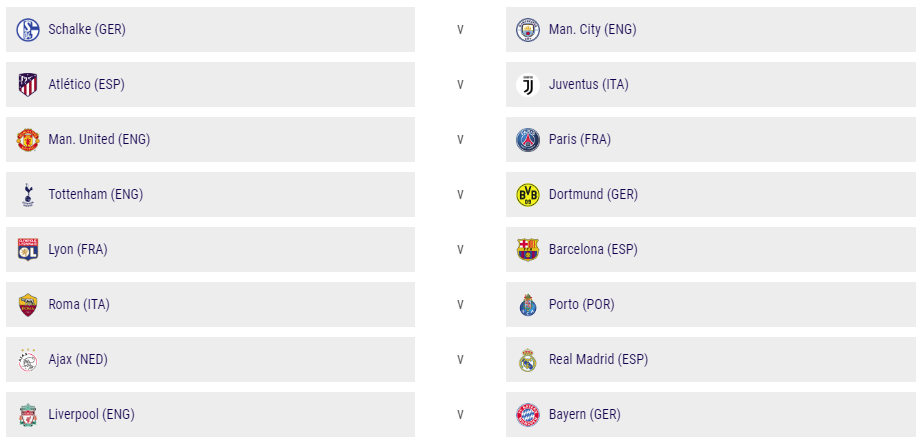 Schalke (GER) v Man. City (ENG)
Atlético (ESP) v Juventus (ITA)
Man. United (ENG) v Paris (FRA)
Tottenham (ENG) v Dortmund (GER)
Lyon (FRA) v Barcelona (ESP)
Roma (ITA) v Porto (POR)
Ajax (NED) v Real Madrid (ESP)
Liverpool (ENG) v Bayern (GER)